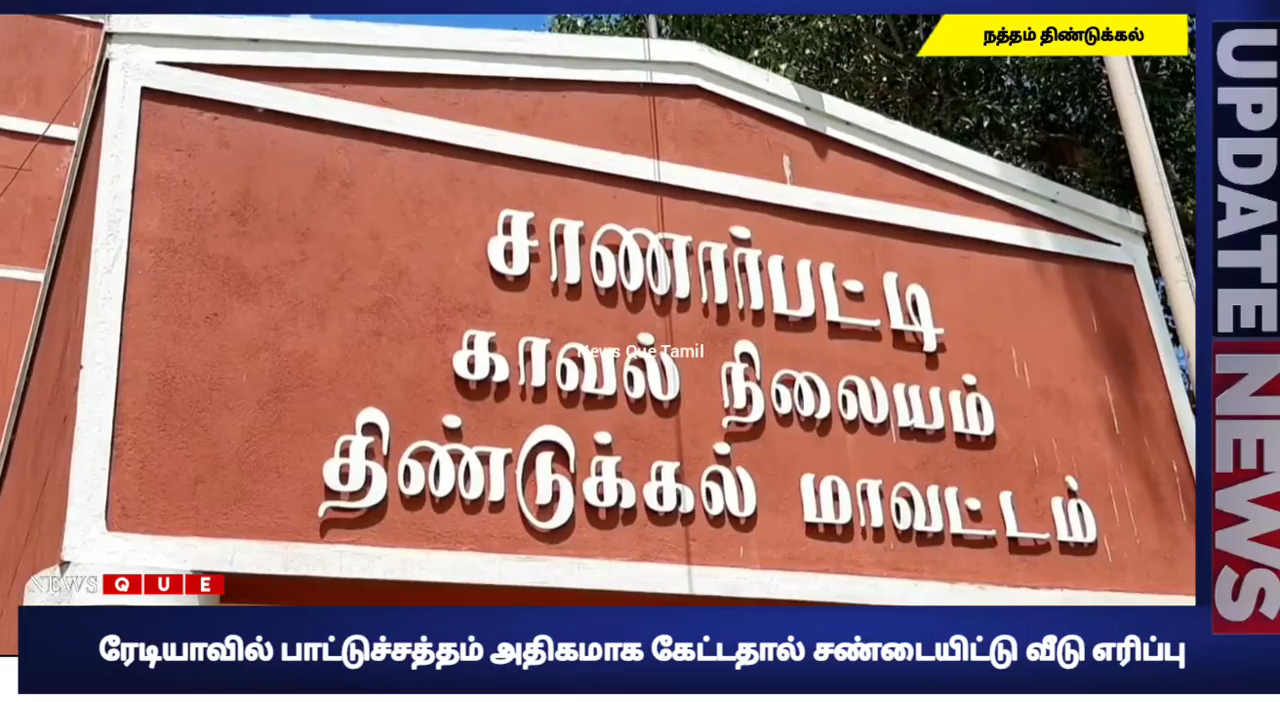 நத்தம் திண்டுக்கல்
UPDATE NEWS
சாணார்பட்டி
காவல் நிலையம்
News Que Tamil
திண்டுக்கல் மாவட்டம்
NEWS QUE
ரேடியாவில் பாட்டுச்சத்தம் அதிகமாக கேட்டதால் சண்டையிட்டு வீடு எரிப்பு